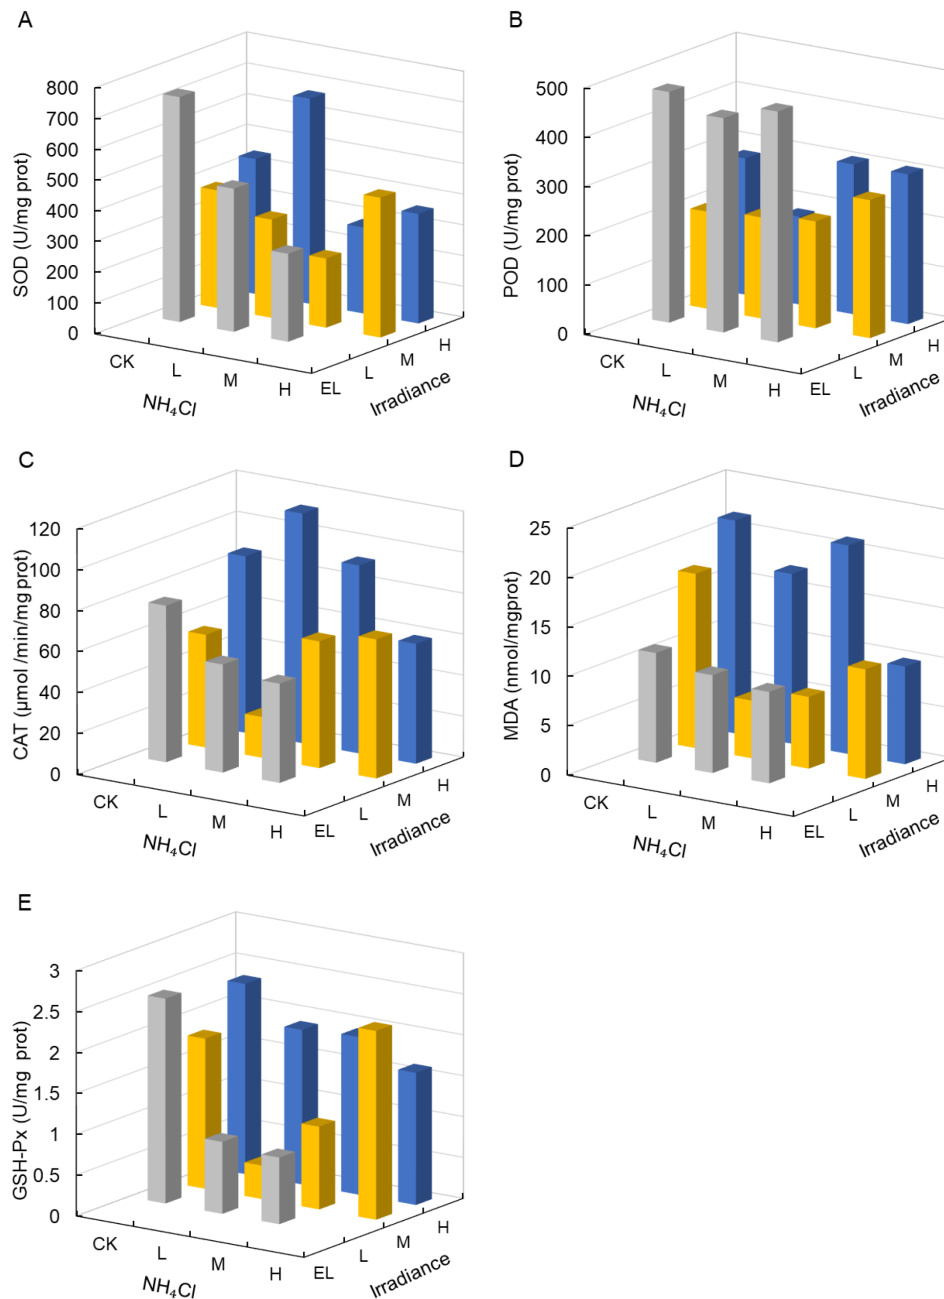 A
SOD (U/mg prot)
800
700
600
500
400
300
200
100
0
CK
L
M
H
NH₄Cl
EL
L
M
H
Irradiance
B
POD (U/mg prot)
500
400
300
200
100
0
CK
L
M
H
NH₄Cl
EL
L
M
H
Irradiance
C
CAT (µmol /min/mg prot)
120
100
80
60
40
20
0
CK
L
M
H
NH₄Cl
EL
L
M
H
Irradiance
D
MDA (nmol/mgprot)
25
20
15
10
5
0
CK
L
M
H
NH₄Cl
EL
L
M
H
Irradiance
E
GSH-Px (U/mg prot)
3
2.5
2
1.5
1
0.5
0
CK
L
M
H
NH₄Cl
EL
L
M
H
Irradiance